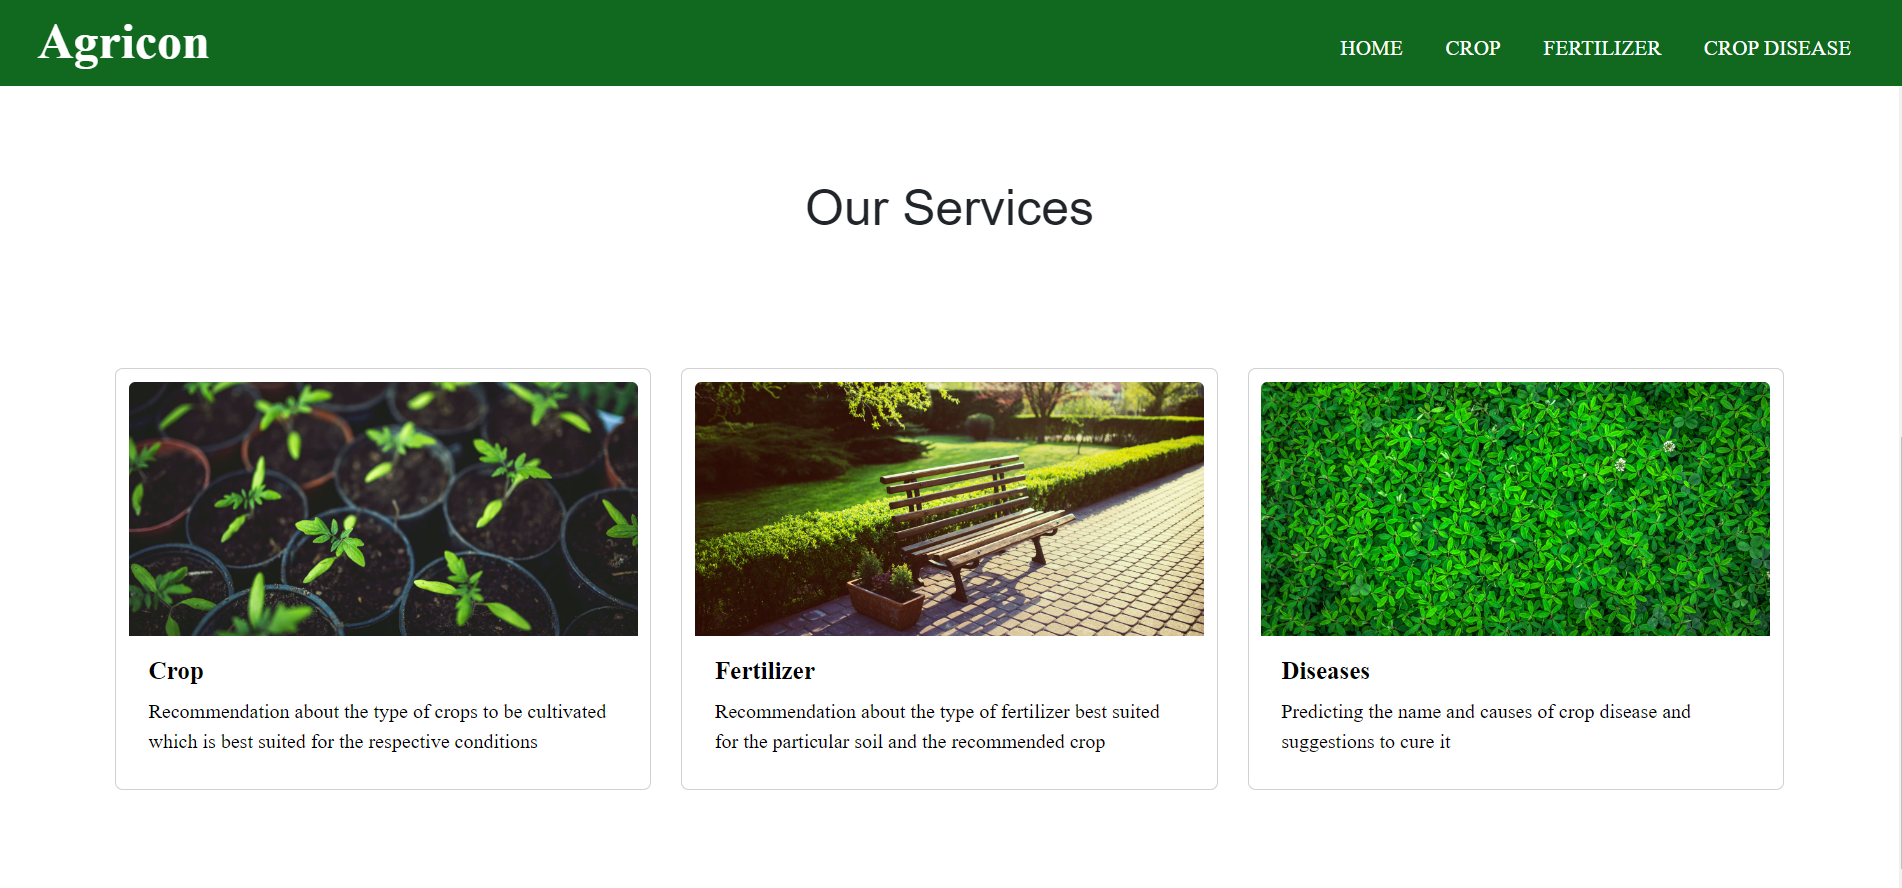 Agricon
HOME CROP FERTILIZER CROP DISEASE
Our Services
Crop
Recommendation about the type of crops to be cultivated
which is best suited for the respective conditions
Fertilizer
Recommendation about the type of fertilizer best suited
for the particular soil and the recommended crop
Diseases
Predicting the name and causes of crop disease and
suggestions to cure it